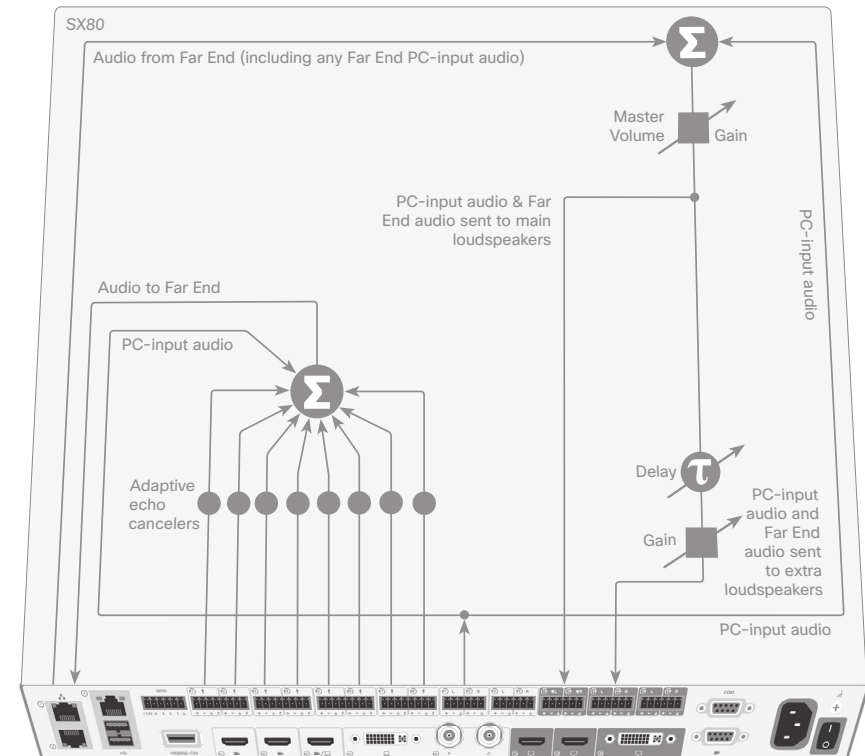 SX80
Audio from Far End (including any Far End PC-input audio)
Σ
Master
Volume
Gain
PC-input audio & Far
End audio sent to main
loudspeakers
PC-input audio
Audio to Far End
PC-input audio
Σ
Adaptive
echo
cancelers
Delay
τ
Gain
PC-input
audio and
Far End
audio sent
to extra
loudspeakers
PC-input audio
GPIO
COM